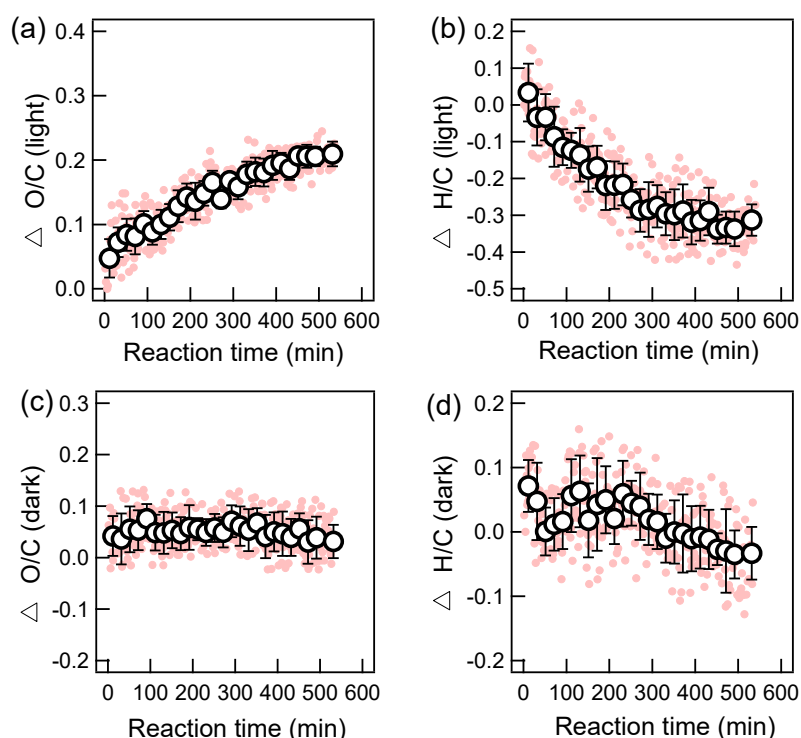 (a)
△ O/C (light)
0.4
0.3
0.2
0.1
0.0
0 100 200 300 400 500 600
Reaction time (min)
(b)
△ H/C (light)
0.2
0.1
0.0
-0.1
-0.2
-0.3
-0.4
-0.5
0 100 200 300 400 500 600
Reaction time (min)
(c)
△ O/C (dark)
0.3
0.2
0.1
0.0
-0.1
-0.2
0 100 200 300 400 500 600
Reaction time (min)
(d)
△ H/C (dark)
0.2
0.1
0.0
-0.1
-0.2
0 100 200 300 400 500 600
Reaction time (min)